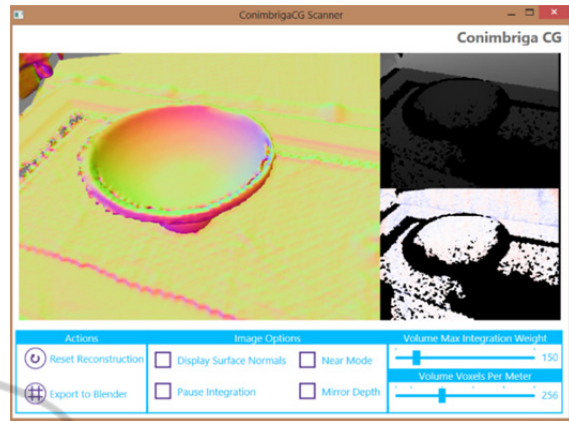 ConimbrigaCG Scanner
Conimbriga CG
Actions
Image Options
Volume Max Integration Weight
Reset Reconstruction
Display Surface Normals
Near Mode
150
Volume Voxels Per Meter
Export to Blender
Pause Integration
Mirror Depth
256